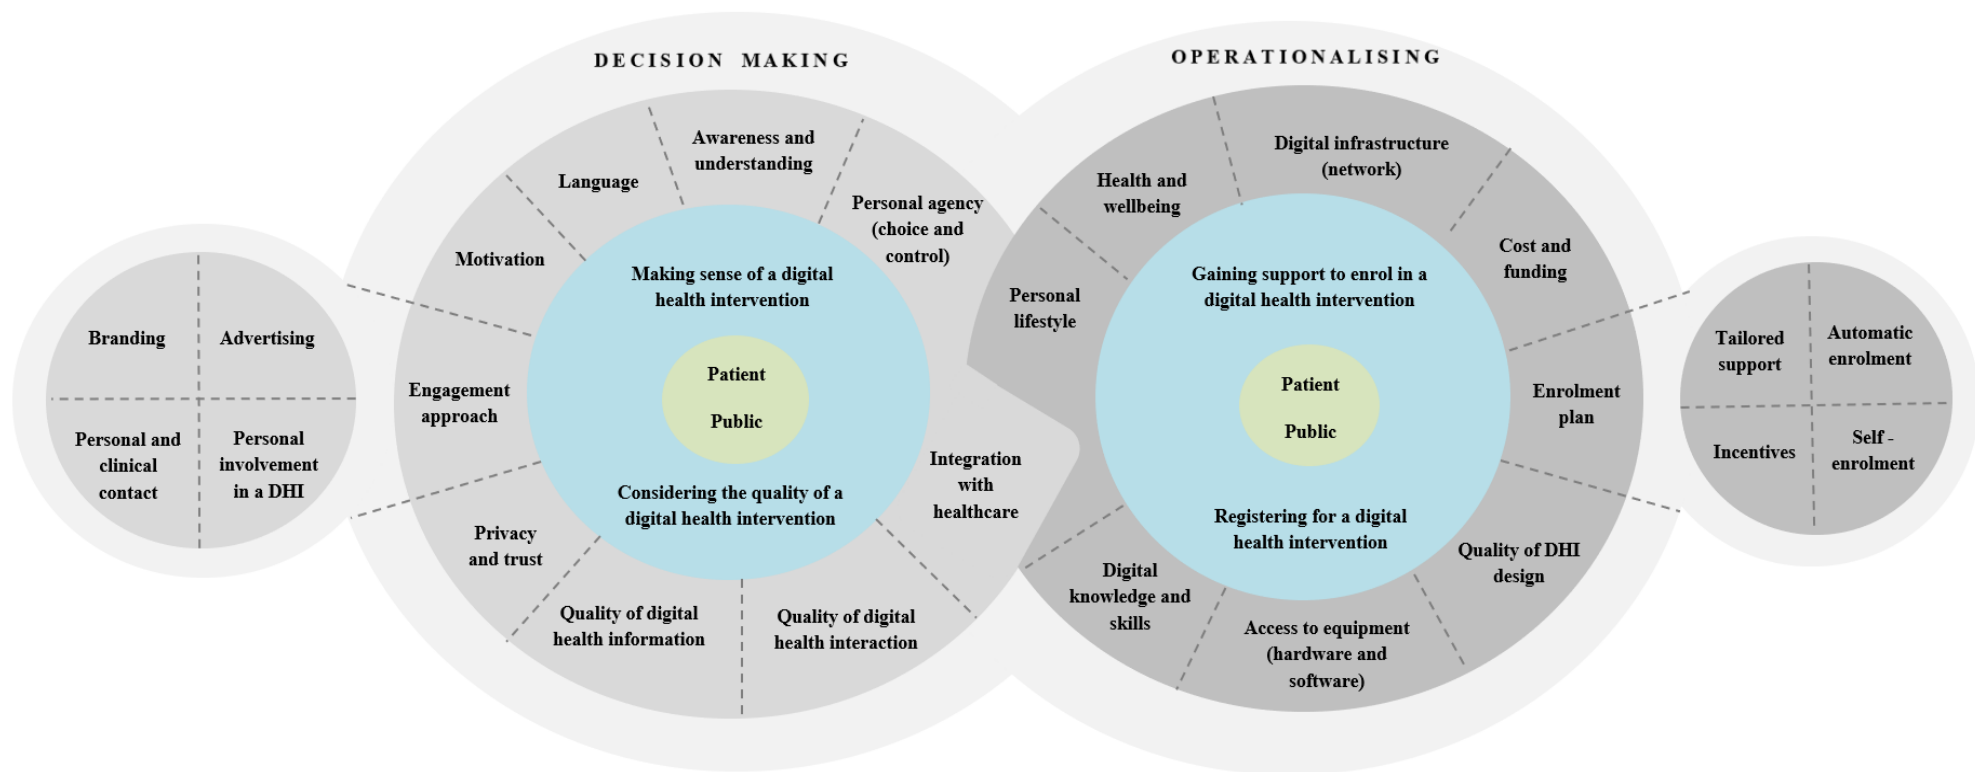 DECISION MAKING
Awareness and
understanding
Language
Personal agency
(choice and
control)
Motivation
Making sense of a digital
health intervention
Branding
Advertising
Personal and
clinical
contact
Personal
involvement
in a DHI
Engagement
approach
Patient
Public
Considering the quality of a
digital health intervention
Integration
with
healthcare
Privacy
and trust
Quality of digital
health information
Quality of digital
health interaction
OPERATIONALISING
Digital infrastructure
(network)
Health and
wellbeing
Cost and
funding
Personal
lifestyle
Gaining support to enrol in a
digital health intervention
Patient
Public
Enrolment
plan
Registering for a digital
health intervention
Quality of DHI
design
Digital
knowledge and
skills
Access to equipment
(hardware and
software)
Tailored
support
Automatic
enrolment
Incentives
Self -
enrolment